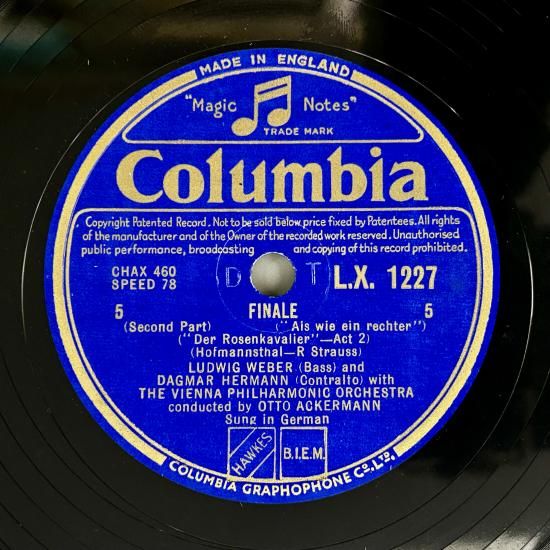 MADE IN ENGLAND
"Magic Notes"
TRADE MARK
Columbia
Copyright Patented Record. Not to be sold below price fixed by Patentees. All rights
of the manufacturer and of the Owner of the recorded work reserved. Unauthorised
public performance, broadcasting and copying of this record prohibited.
CHAX 460
SPEED 78
L.X. 1227
5 FINALE 5
(Second Part) ("Als wie ein rechter")
("Der Rosenkavalier"—Act 2)
(Hofmannsthal—R Strauss)
LUDWIG WEBER (Bass) and
DAGMAR HERMANN (Contralto) with
THE VIENNA PHILHARMONIC ORCHESTRA
conducted by OTTO ACKERMANN
Sung in German
HAWKES
B.I.E.M.
COLUMBIA GRAPHOPHONE CO. LTD.